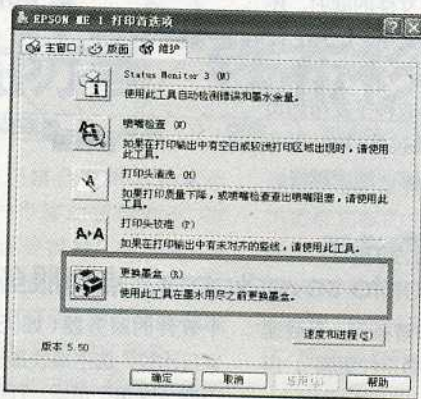 EPSON ME 1 打印首选项
主窗口
版面
维护
Status Monitor 3 (M)
使用此工具自动检测错误和墨水余量。
喷嘴检查 (N)
如果在打印输出中有空白或较浅打印区域出现时，请使用
此工具。
打印头清洗 (H)
如果打印质量下降，或喷嘴检查查出喷嘴阻塞，请使用此
工具。
打印头校准 (P)
如果在打印输出中有未对齐的竖线，请使用此工具。
更换墨盒 (R)
使用此工具在墨水用尽之前更换墨盒。
速度和进程(S)
版本 5.50
确定
取消
应用(A)
帮助